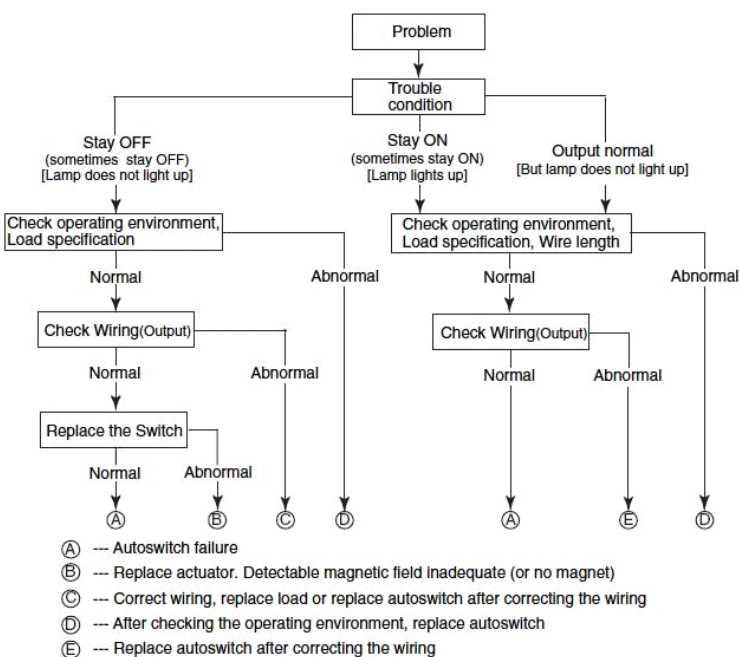 Problem
Trouble
condition
Stay OFF
(sometimes stay OFF)
[Lamp does not light up]
Stay ON
(sometimes stay ON)
[Lamp lights up]
Output normal
[But lamp does not light up]
Check operating environment,
Load specification
Check operating environment,
Load specification, Wire length
Normal
Abnormal
Normal
Abnormal
Check Wiring(Output)
Check Wiring(Output)
Normal
Abnormal
Normal
Abnormal
Replace the Switch
Normal
Abnormal
Ⓐ
Ⓑ
Ⓒ
Ⓓ
Ⓐ
Ⓔ
Ⓓ
Ⓐ --- Autoswitch failure
Ⓑ --- Replace actuator. Detectable magnetic field inadequate (or no magnet)
Ⓒ --- Correct wiring, replace load or replace autoswitch after correcting the wiring
Ⓓ --- After checking the operating environment, replace autoswitch
Ⓔ --- Replace autoswitch after correcting the wiring